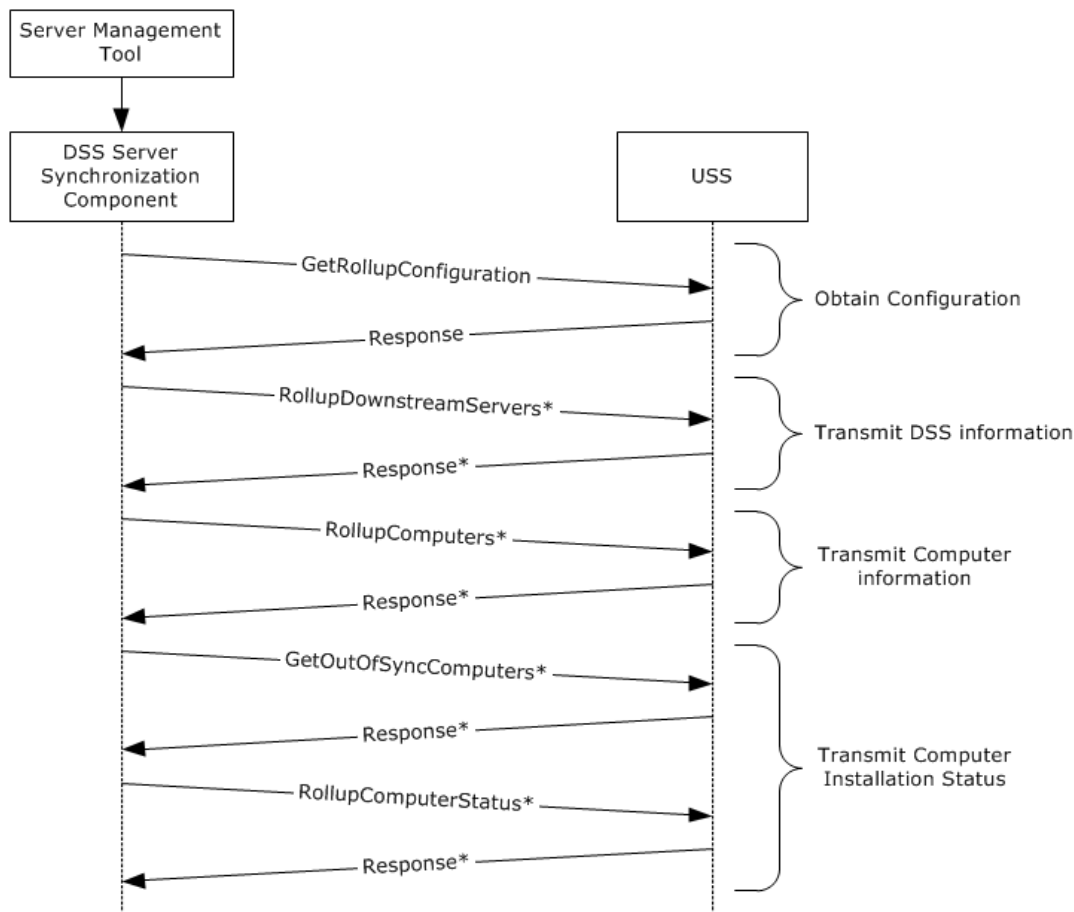 Server Management
Tool
DSS Server
Synchronization
Component
USS
GetRollupConfiguration
Obtain Configuration
Response
RollupDownstreamServers*
Transmit DSS information
Response*
RollupComputers*
Transmit Computer
information
Response*
GetOutOfSyncComputers*
Response*
Transmit Computer
Installation Status
RollupComputerStatus*
Response*